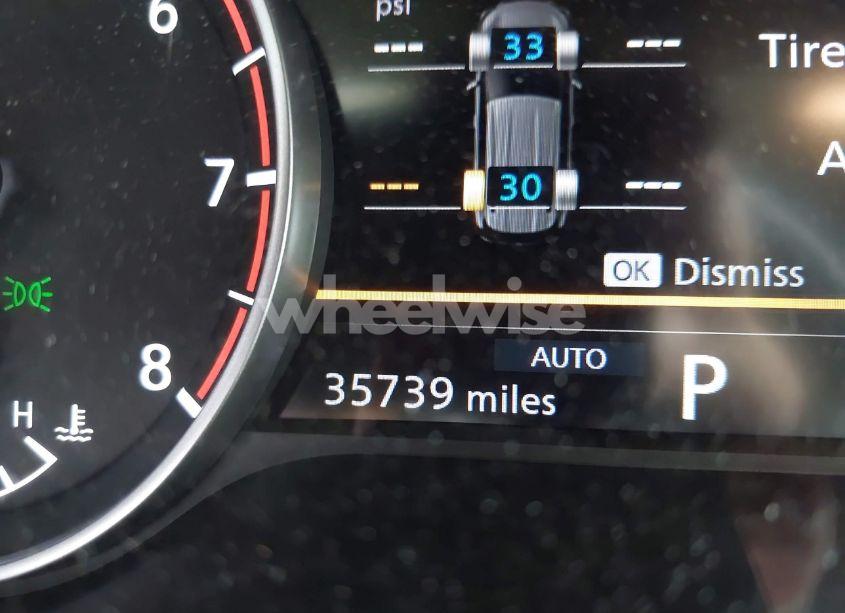 6
psi
--- 33 ---
Tire
7
--- 30 ---
A
OK Dismiss
wheelwise
8
AUTO
35739 miles
P
H